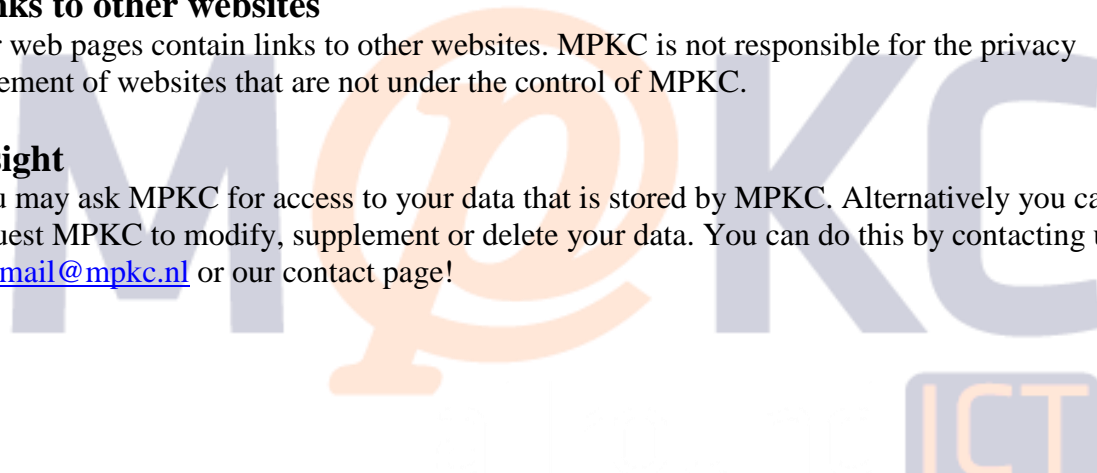 nks to other websites
r web pages contain links to other websites. MPKC is not responsible for the privacy
ement of websites that are not under the control of MPKC.
sight
u may ask MPKC for access to your data that is stored by MPKC. Alternatively you ca
uest MPKC to modify, supplement or delete your data. You can do this by contacting u
mail@mpkc.nl or our contact page!
M@KC
ICT